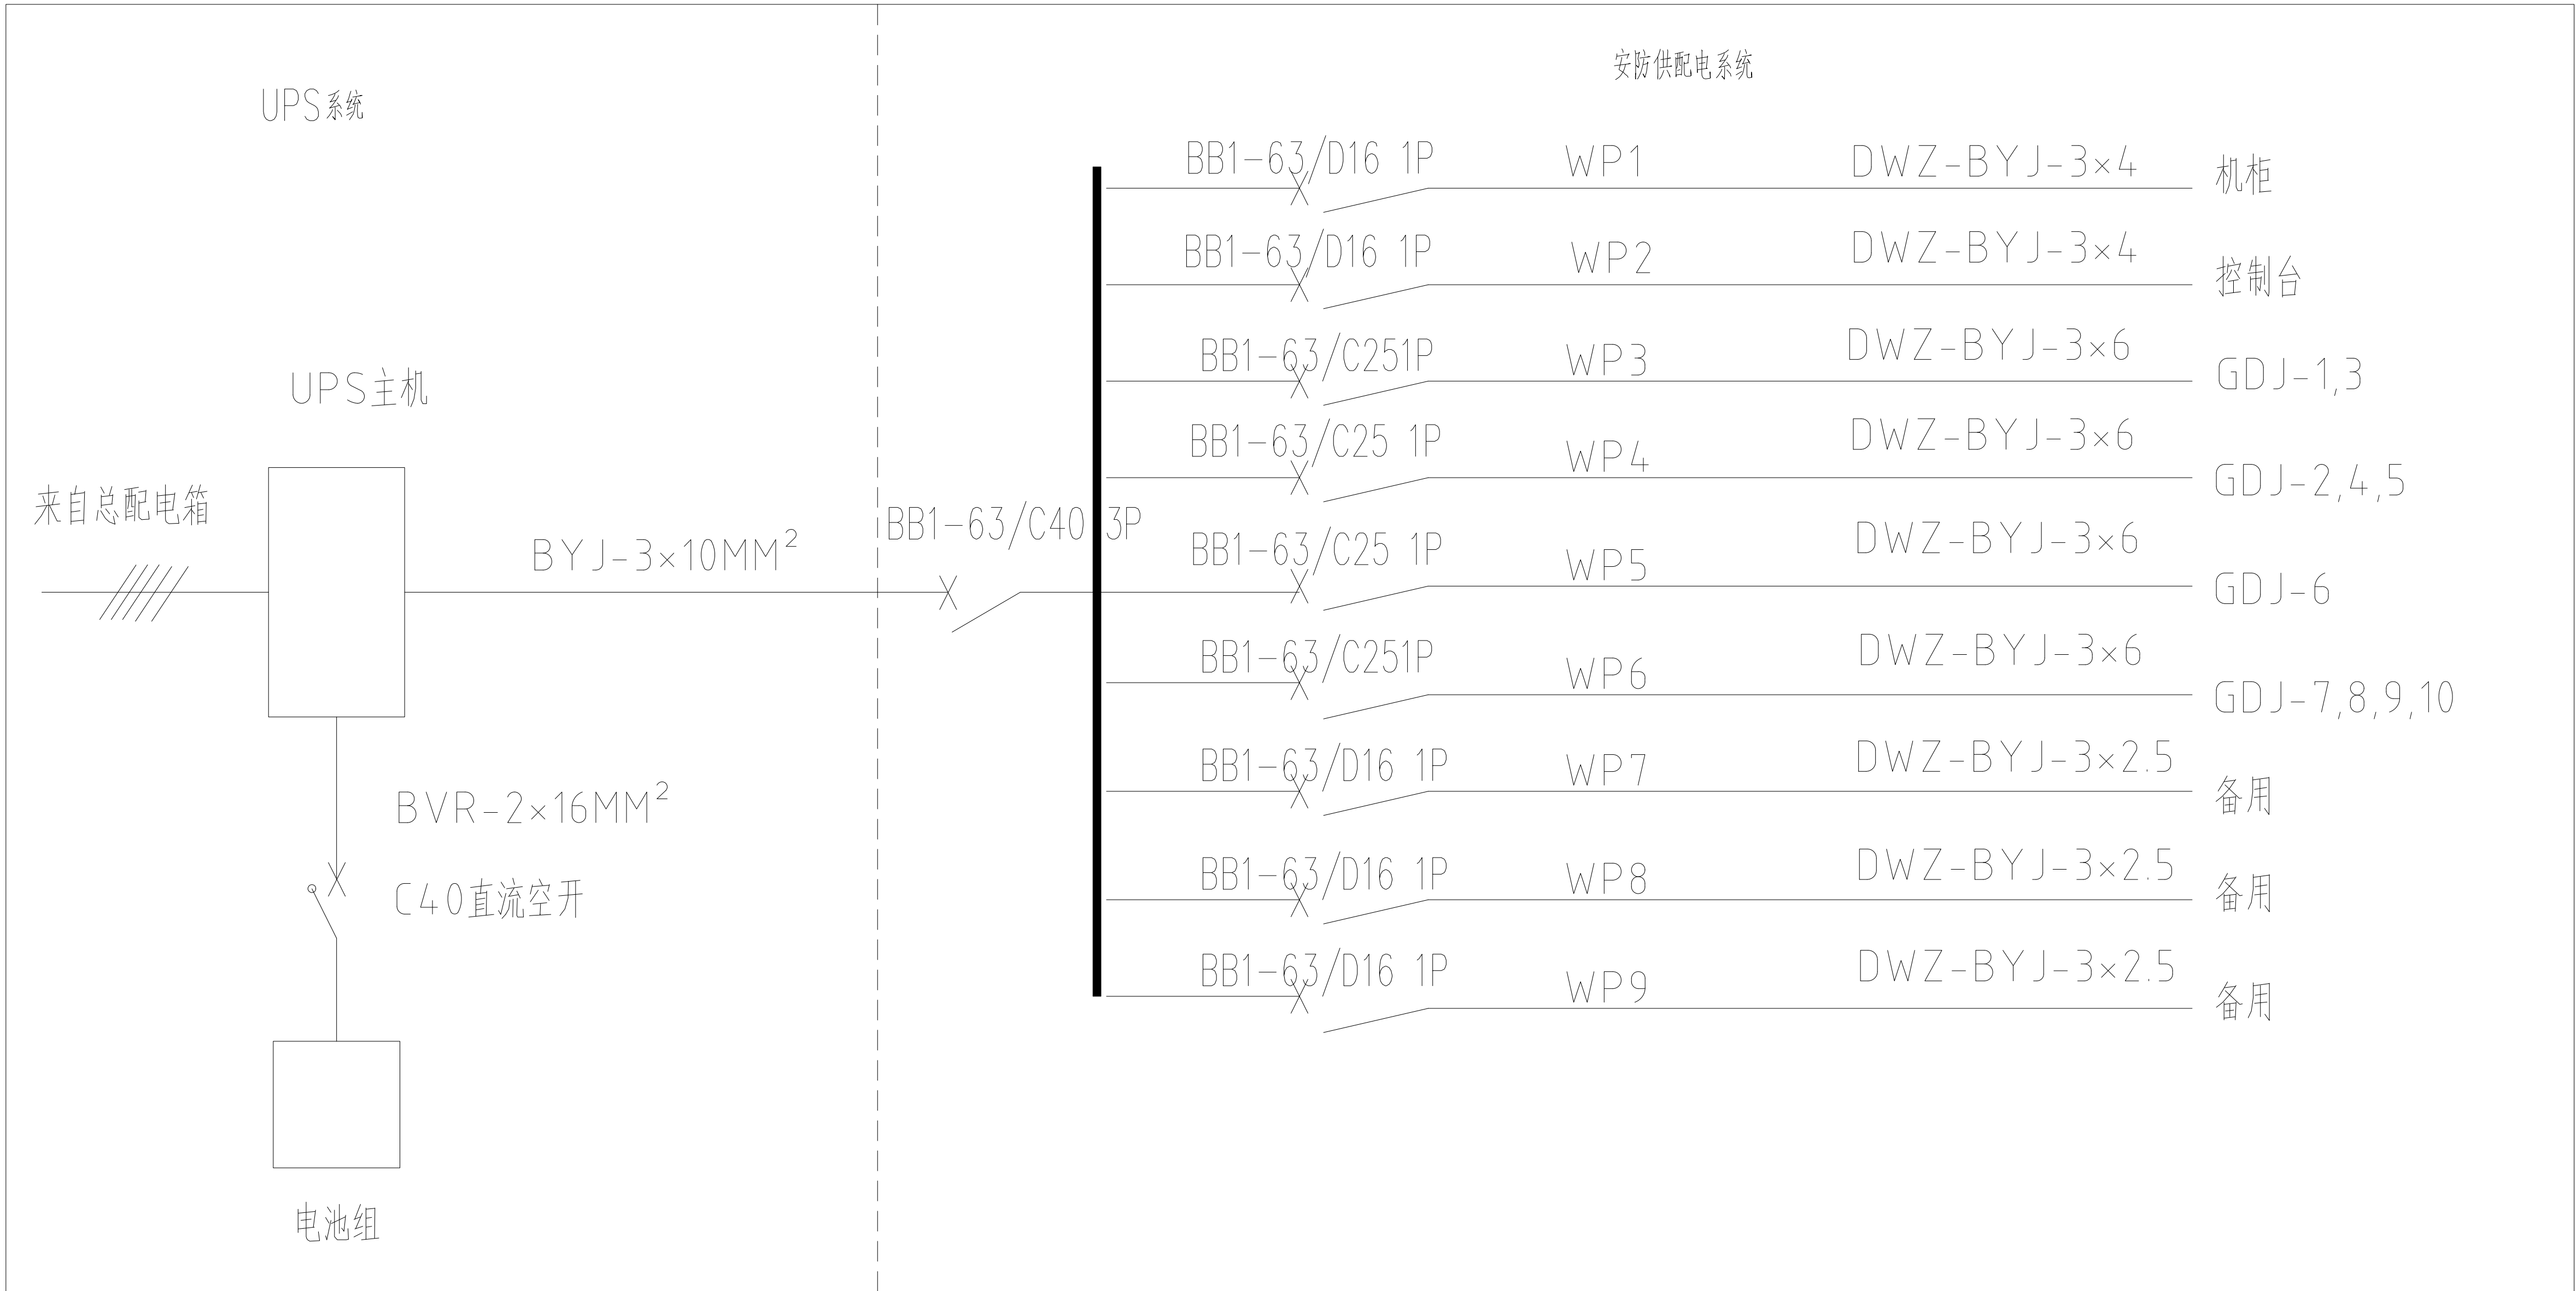 安防供配电系统
UPS系统
BB1-63/D16 1P WP1 DWZ-BYJ-3×4 机柜
BB1-63/D16 1P WP2 DWZ-BYJ-3×4 控制台
BB1-63/C251P WP3 DWZ-BYJ-3×6 GDJ-1,3
UPS主机
BB1-63/C25 1P WP4 DWZ-BYJ-3×6 GDJ-2,4,5
来自总配电箱
BYJ-3×10MM²
BB1-63/C40 3P
BB1-63/C25 1P WP5 DWZ-BYJ-3×6 GDJ-6
BB1-63/C251P WP6 DWZ-BYJ-3×6 GDJ-7,8,9,10
BB1-63/D16 1P WP7 DWZ-BYJ-3×2.5 备用
BVR-2×16MM²
C40直流空开
BB1-63/D16 1P WP8 DWZ-BYJ-3×2.5 备用
BB1-63/D16 1P WP9 DWZ-BYJ-3×2.5 备用
电池组